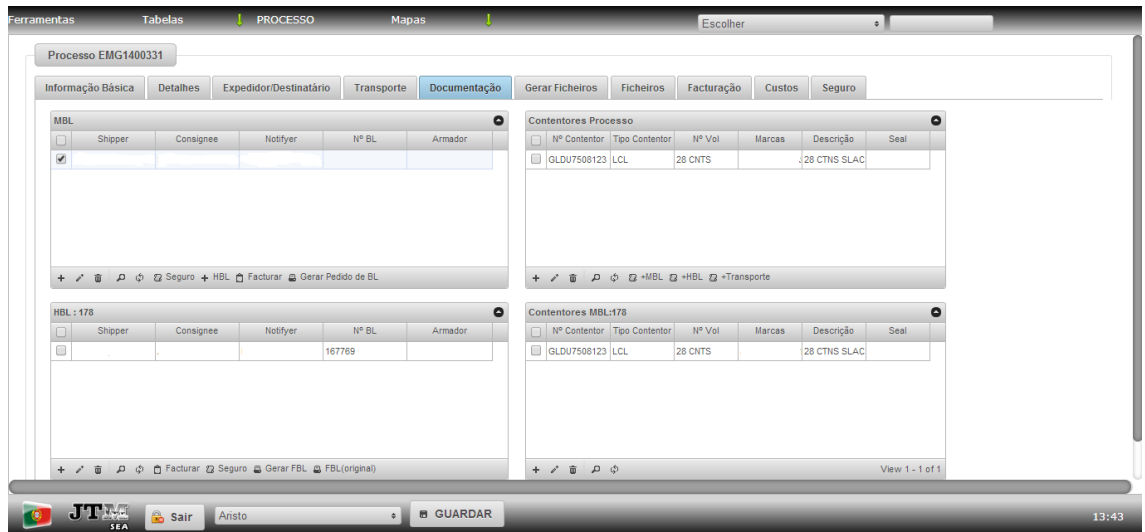 Ferramentas Tabelas PROCESSO Mapas Escolher
Processo EMG1400331
Informação Básica Detalhes Expedidor/Destinatário Transporte Documentação Gerar Ficheiros Ficheiros Facturação Custos Seguro
MBL
Shipper Consignee Notifyer Nº BL Armador
Seguro HBL Facturar Gerar Pedido de BL
Contentores Processo
Nº Contentor Tipo Contentor Nº Vol Marcas Descrição Seal
GLDU7508123 LCL 28 CNTS 28 CTNS SLAC
+MBL +HBL +Transporte
HBL : 178
Shipper Consignee Notifyer Nº BL Armador
167769
Facturar Seguro Gerar FBL FBL(original)
Contentores MBL:178
Nº Contentor Tipo Contentor Nº Vol Marcas Descrição Seal
GLDU7508123 LCL 28 CNTS 28 CTNS SLAC
View 1 - 1 of 1
JTM SEA Sair Aristo GUARDAR 13:43